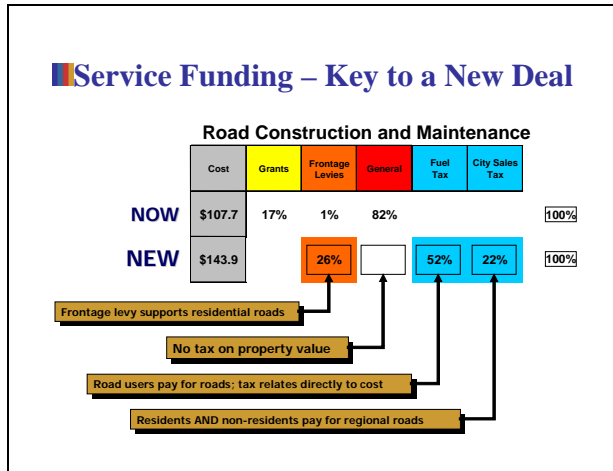 Service Funding – Key to a New Deal
Road Construction and Maintenance
Cost Grants Frontage Levies General Fuel Tax City Sales Tax
NOW $107.7 17% 1% 82% 100%
NEW $143.9 26% 52% 22% 100%
Frontage levy supports residential roads
No tax on property value
Road users pay for roads; tax relates directly to cost
Residents AND non-residents pay for regional roads